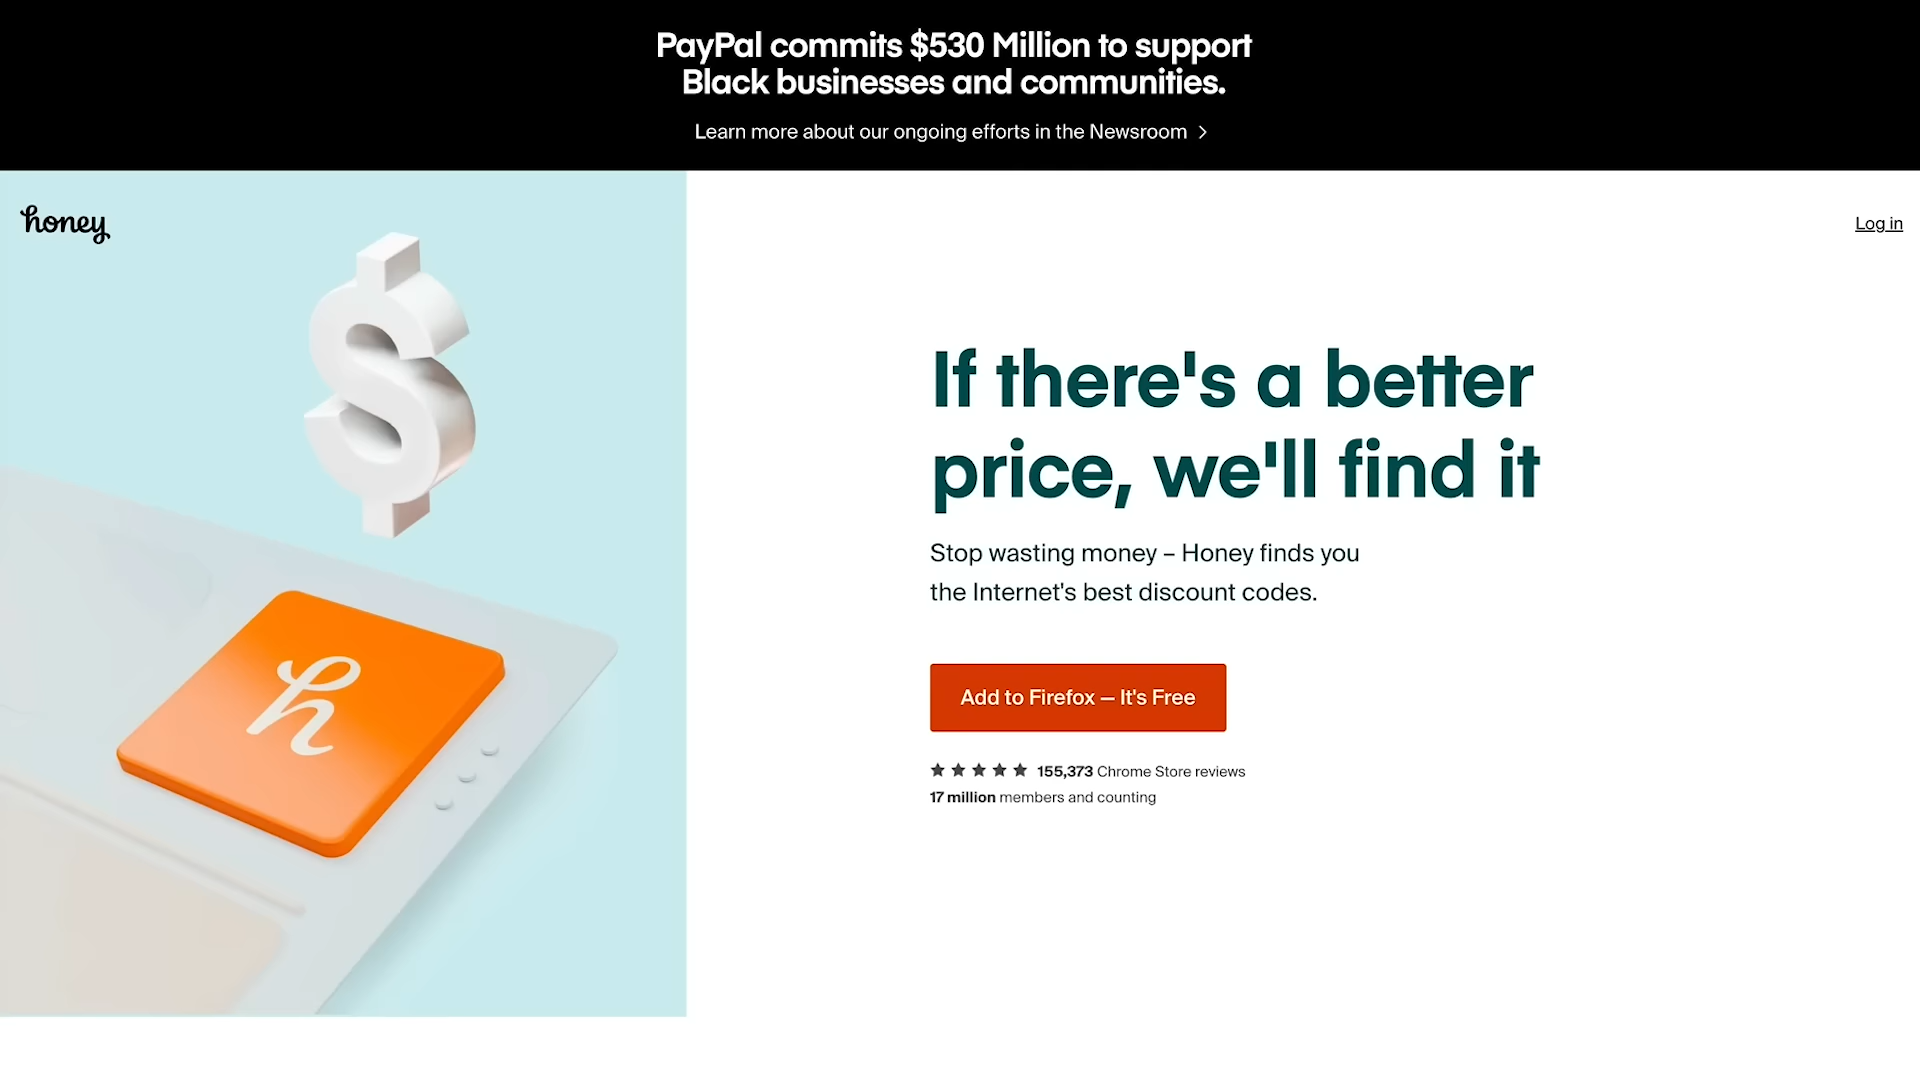 PayPal commits $530 Million to support
Black businesses and communities.
Learn more about our ongoing efforts in the Newsroom
honey
Log in
If there's a better
price, we'll find it
Stop wasting money – Honey finds you
the Internet's best discount codes.
h
Add to Firefox — It's Free
155,373 Chrome Store reviews
17 million members and counting